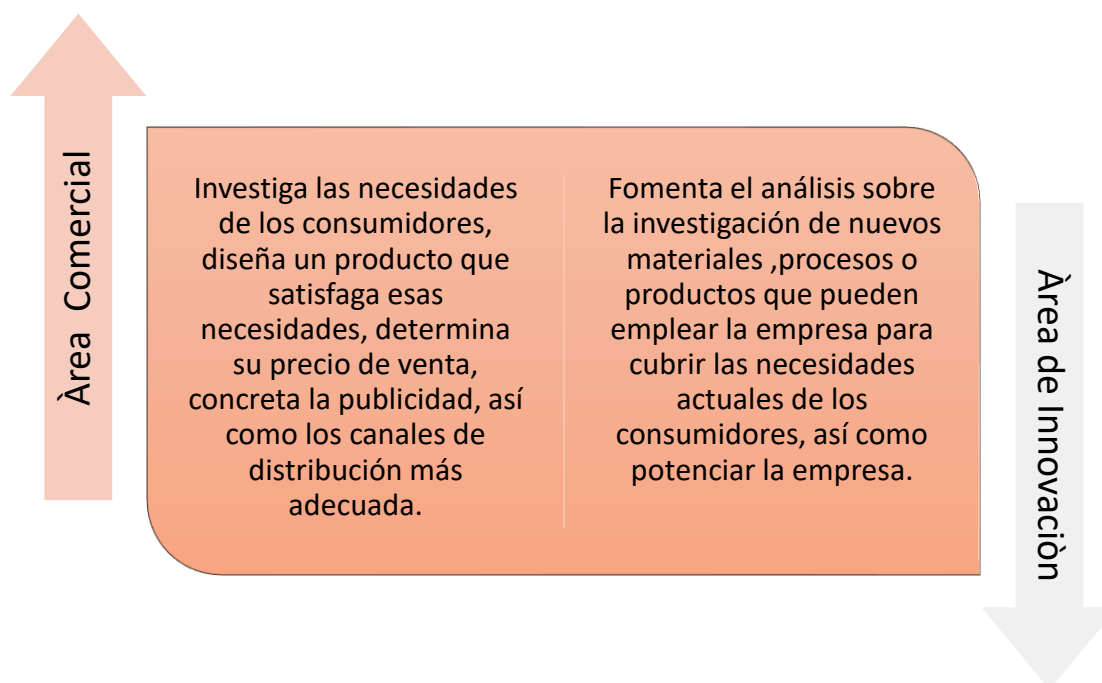 Àrea  Comercial
Investiga las necesidades
de los consumidores,
diseña un producto que
satisfaga esas
necesidades, determina
su precio de venta,
concreta la publicidad, así
como los canales de
distribución más
adecuada.
Fomenta el análisis sobre
la investigación de nuevos
materiales ,procesos o
productos que pueden
emplear la empresa para
cubrir las necesidades
actuales de los
consumidores, así como
potenciar la empresa.
Àrea de Innovaciòn